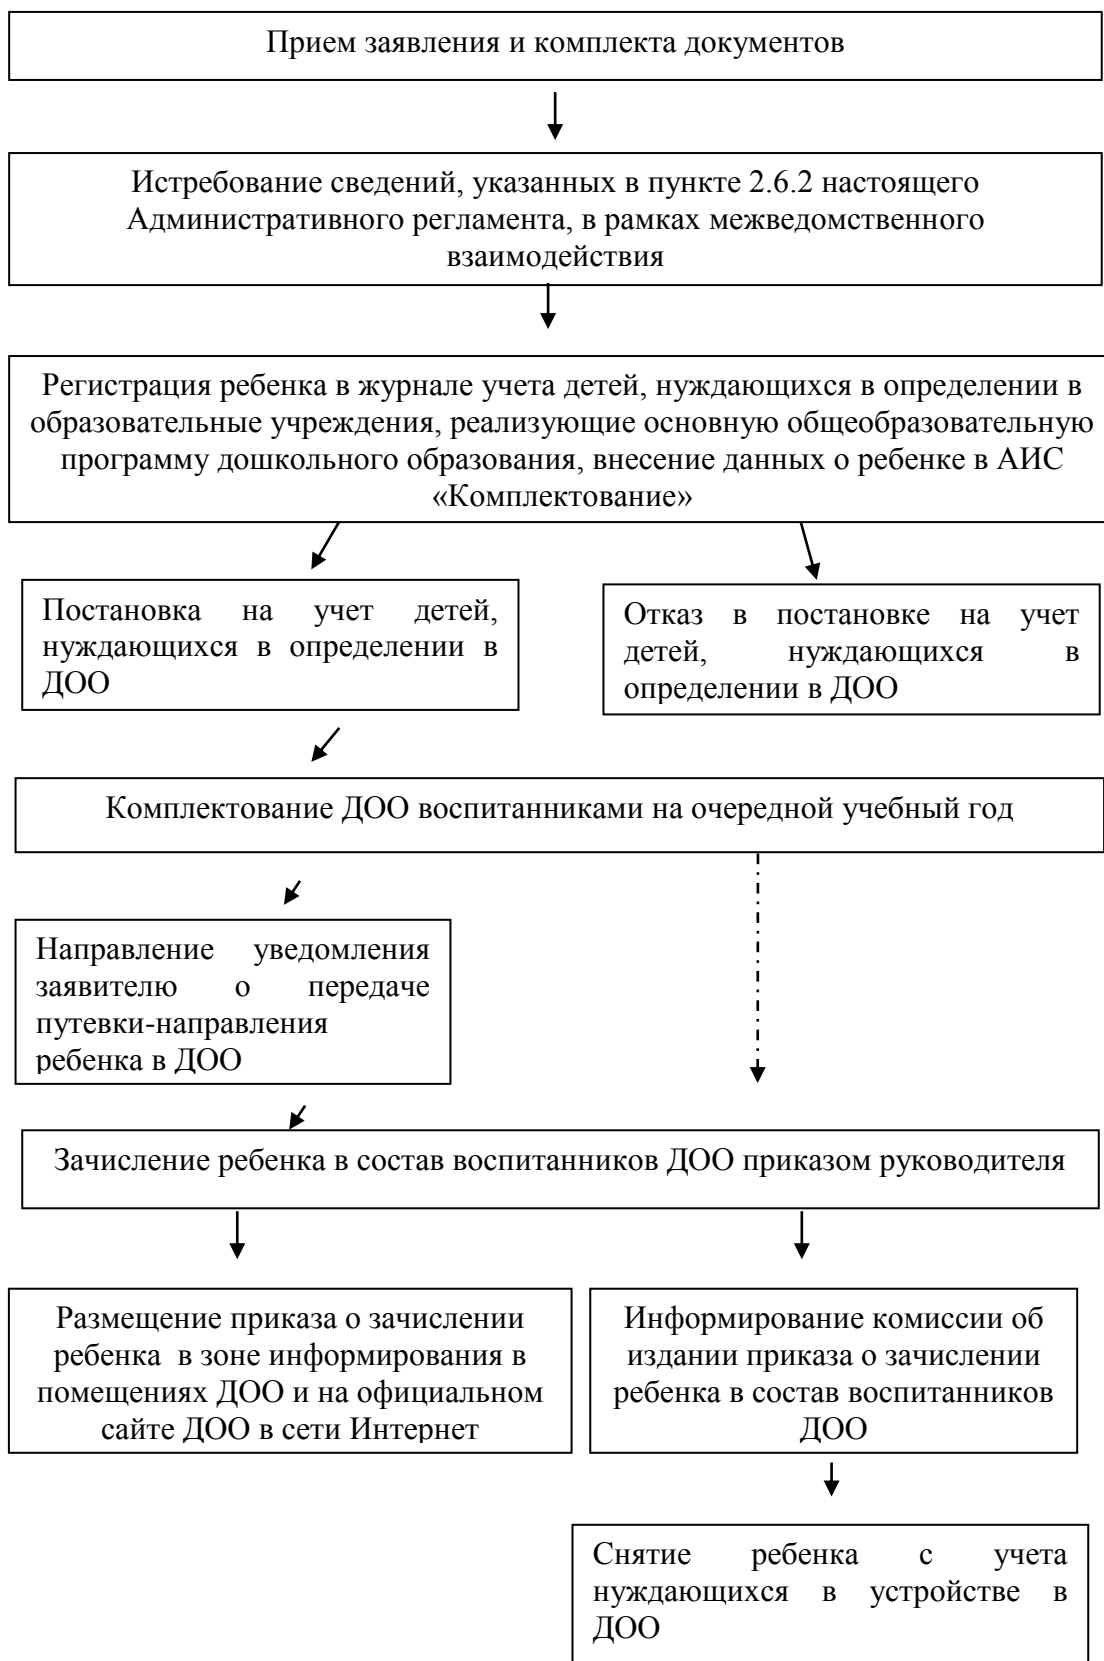 Прием заявления и комплекта документов
Истребование сведений, указанных в пункте 2.6.2 настоящего
Административного регламента, в рамках межведомственного
взаимодействия
Регистрация ребенка в журнале учета детей, нуждающихся в определении в
образовательные учреждения, реализующие основную общеобразовательную
программу дошкольного образования, внесение данных о ребенке в АИС
«Комплектование»
Постановка на учет детей,
нуждающихся в определении в
ДОО
Отказ в постановке на учет
детей, нуждающихся в
определении в ДОО
Комплектование ДОО воспитанниками на очередной учебный год
Направление уведомления
заявителю о передаче
путевки-направления
ребенка в ДОО
Зачисление ребенка в состав воспитанников ДОО приказом руководителя
Размещение приказа о зачислении
ребенка в зоне информирования в
помещениях ДОО и на официальном
сайте ДОО в сети Интернет
Информирование комиссии об
издании приказа о зачислении
ребенка в состав воспитанников
ДОО
Снятие ребенка с учета
нуждающихся в устройстве в
ДОО